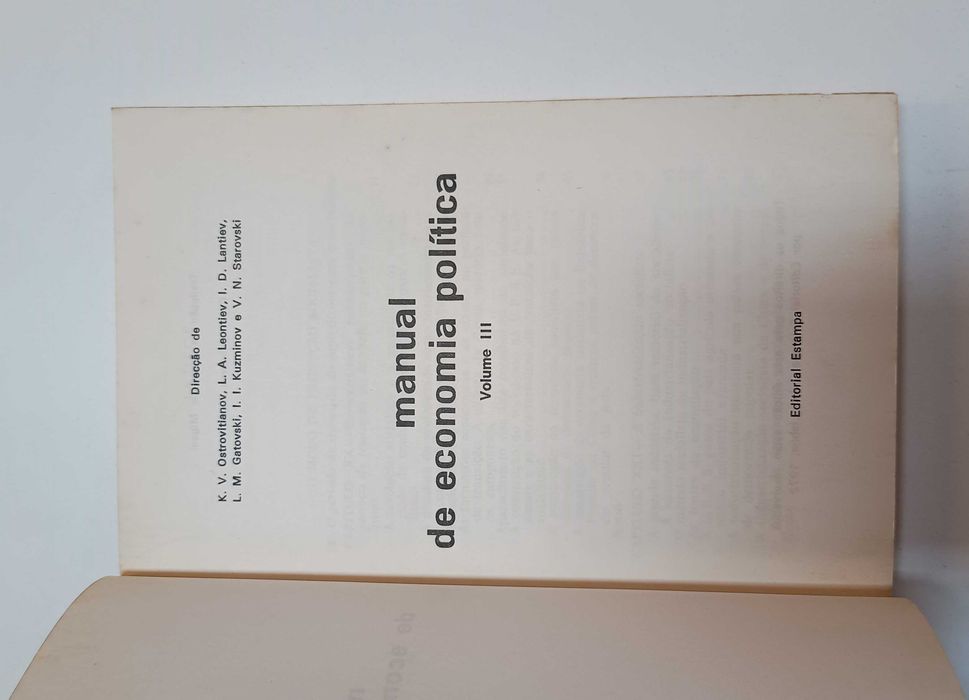 Direcção de
K. V. Ostrovitianov, L. A. Leontiev, I. D. Lantiev,
L. M. Gatovski, I. I. Kuzminov e V. N. Starovski
manual
de economia política
Volume III
Editorial Estampa